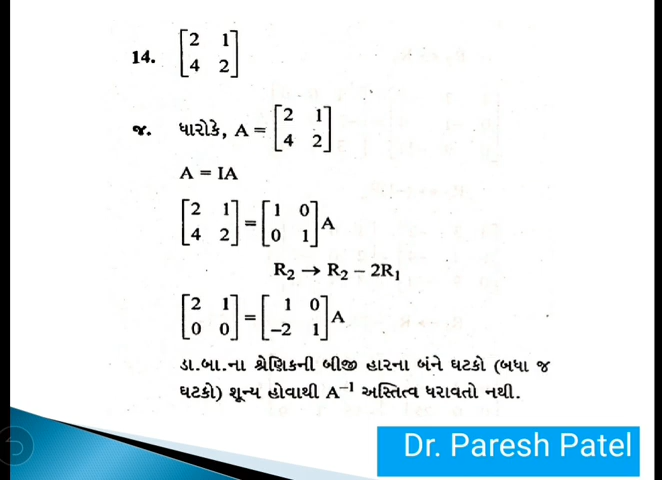 14. [2 1
4 2]
જ. ધારોકે, A = [2 1
4 2]
A = IA
[2 1
4 2] = [1 0
0 1] A
R₂ → R₂ − 2R₁
[2 1
0 0] = [1 0
−2 1] A
ડા.બા.ના શ્રેણિકની બીજી હારના બંને ઘટકો (બધા જ
ઘટકો) શૂન્ય હોવાથી A⁻¹ અસ્તિત્વ ધરાવતો નથી.
Dr. Paresh Patel